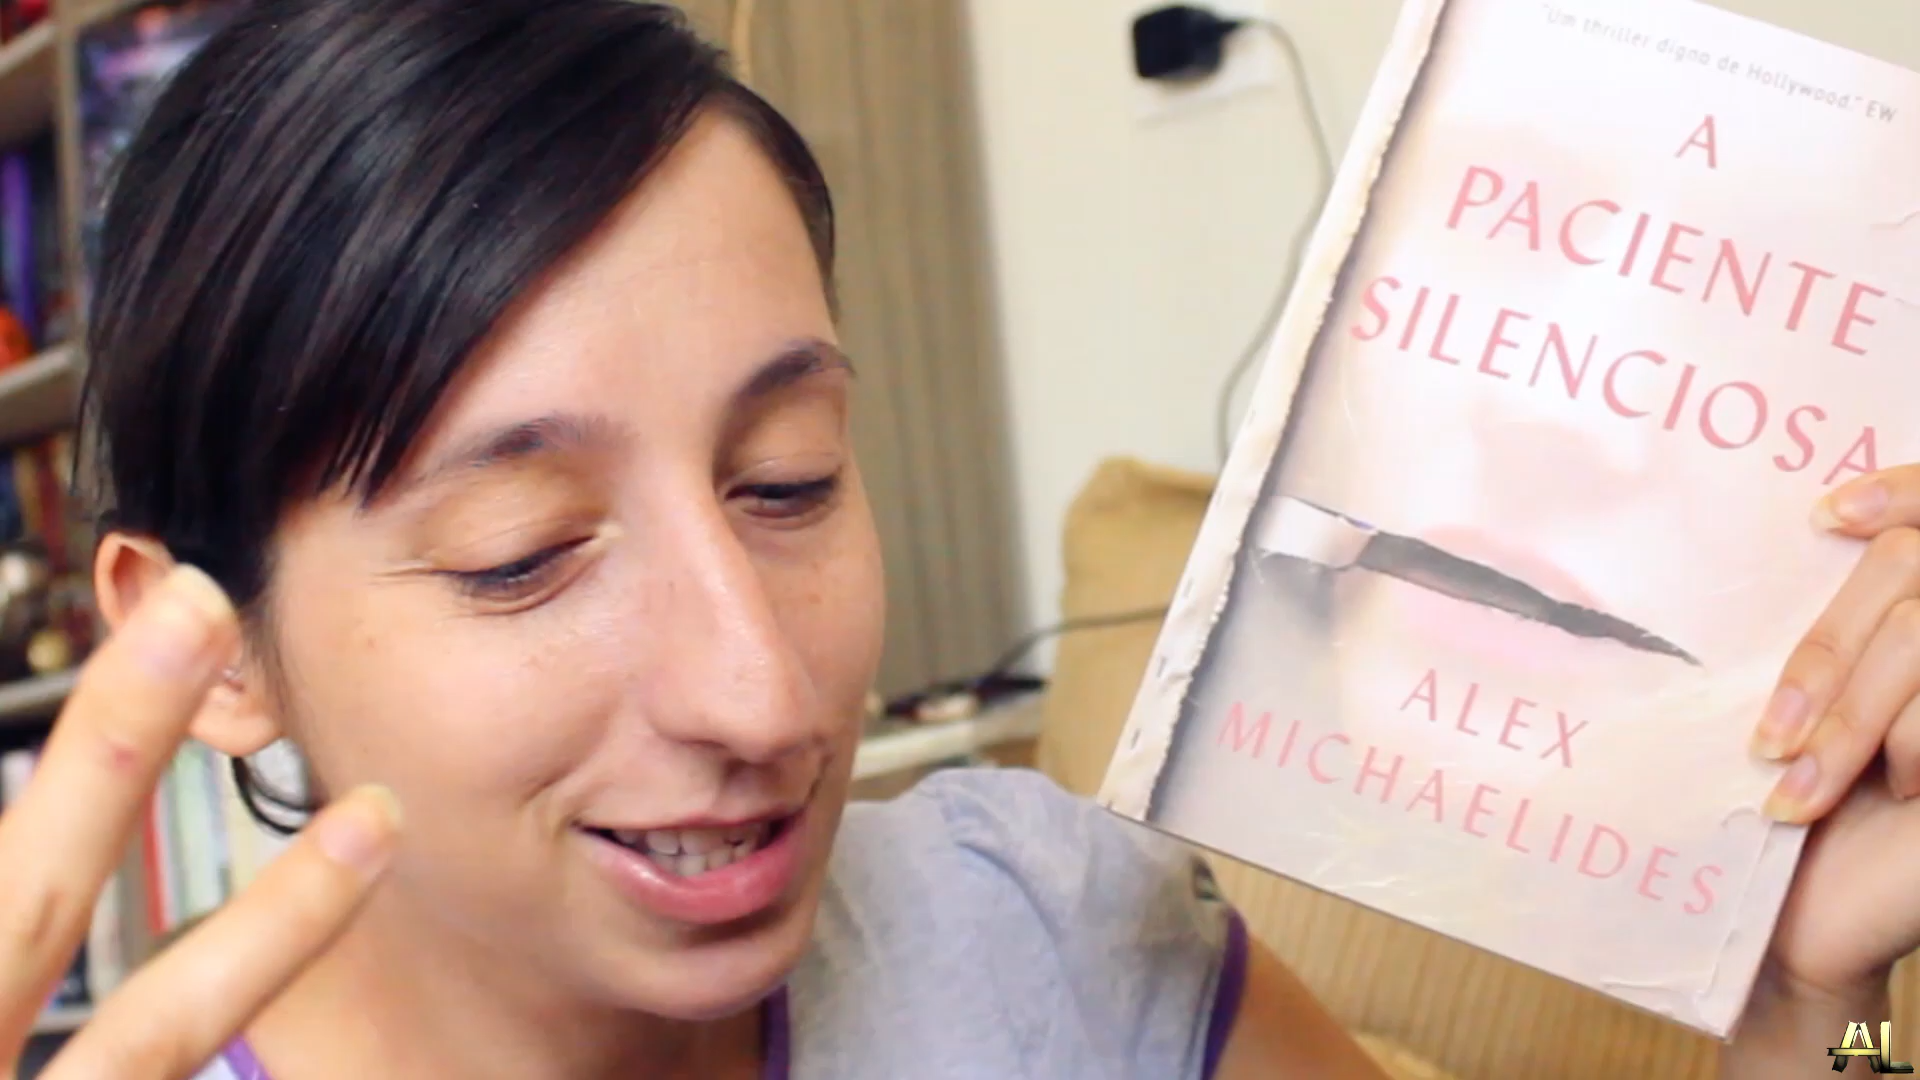 "Um thriller digno de Hollywood." EW
A
PACIENTE
SILENCIOSA
ALEX
MICHAELIDES
AL